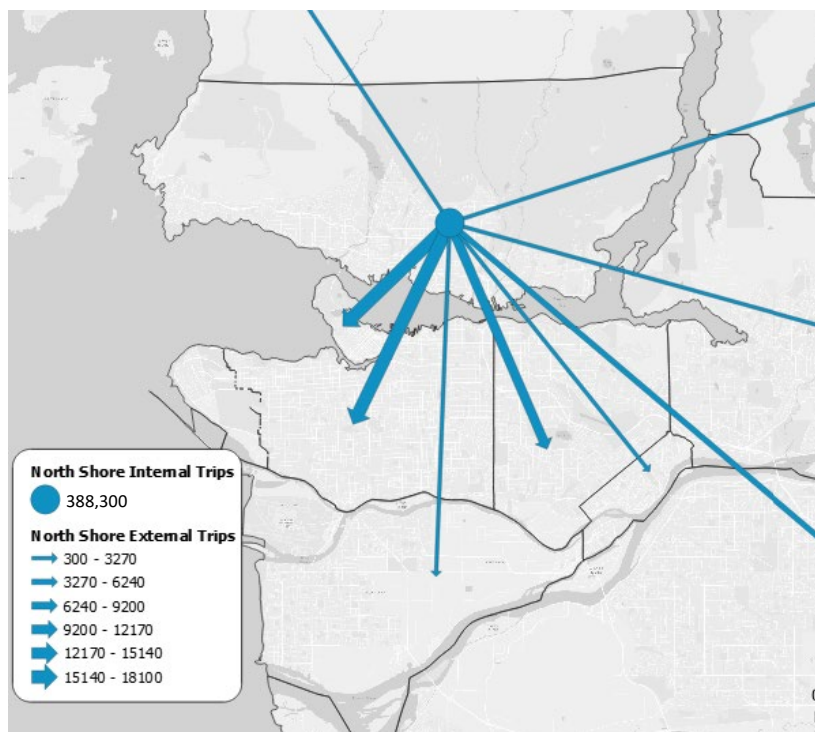 North Shore Internal Trips
388,300
North Shore External Trips
300 - 3270
3270 - 6240
6240 - 9200
9200 - 12170
12170 - 15140
15140 - 18100